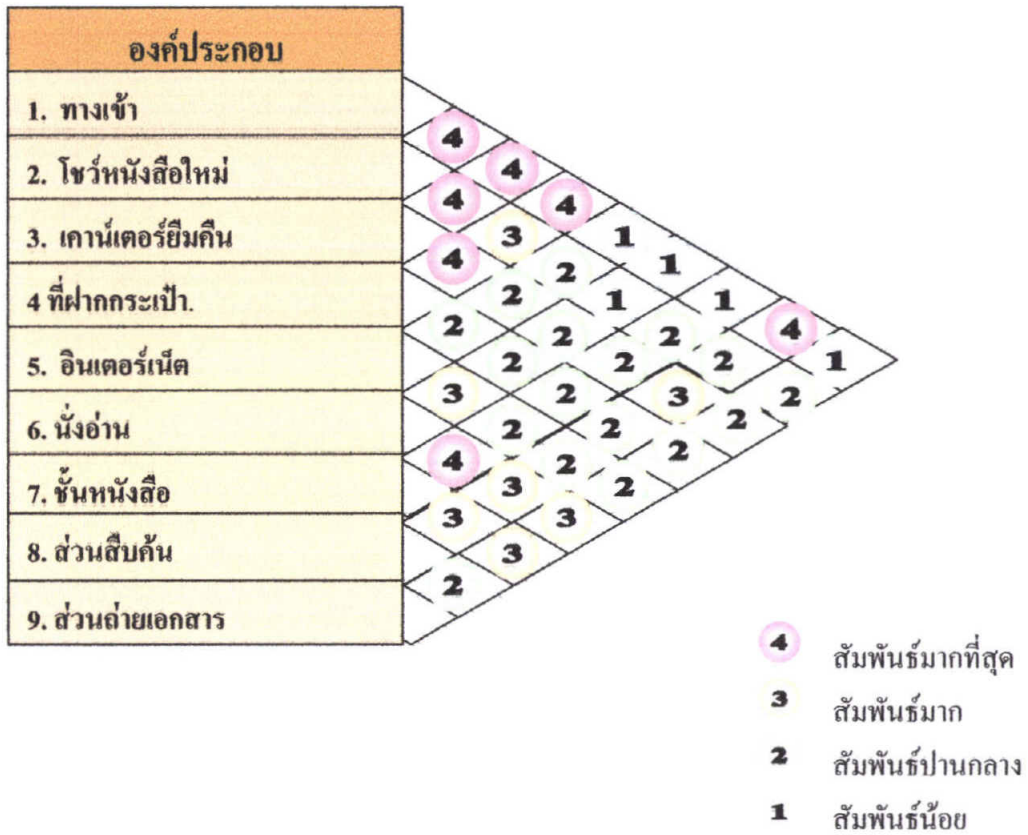 องค์ประกอบ
1. ทางเข้า
4
4
2. โชว์หนังสือใหม่
4 4
3. เคาน์เตอร์ยืมคืน
3 1
4 2 1
4 ที่ฝากกระเป๋า.
2 1 1
2 2 2 4
5. อินเตอร์เน็ต
2 2 2 1
3 2 3 2
6. นั่งอ่าน
2 2 2
4 2 2
7. ชั้นหนังสือ
3 2
3 3
8. ส่วนสืบค้น
3
2
9. ส่วนถ่ายเอกสาร
4 สัมพันธ์มากที่สุด
3 สัมพันธ์มาก
2 สัมพันธ์ปานกลาง
1 สัมพันธ์น้อย